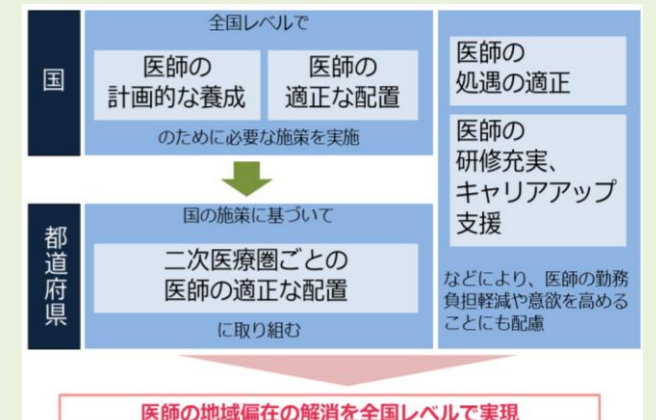 国
全国レベルで
医師の
計画的な養成
医師の
適正な配置
のために必要な施策を実施
都道府県
国の施策に基づいて
二次医療圏ごとの
医師の適正な配置
に取り組む
医師の
処遇の適正
医師の
研修充実、
キャリアアップ
支援
などにより、医師の勤務
負担軽減や意欲を高める
ことにも配慮
医師の地域偏在の解消を全国レベルで実現